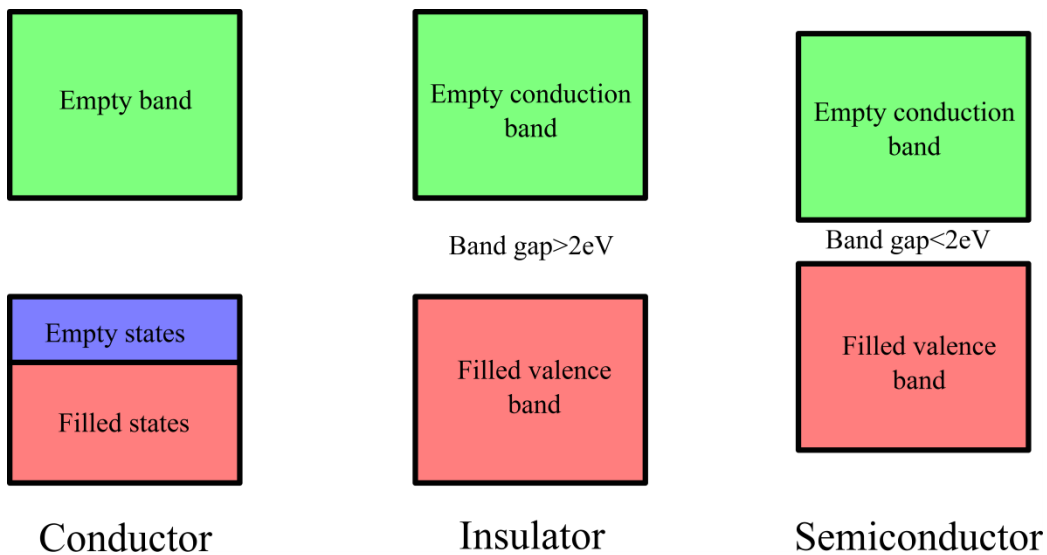 Empty band
Empty states
Filled states
Conductor
Empty conduction
band
Band gap>2eV
Filled valence
band
Insulator
Empty conduction
band
Band gap<2eV
Filled valence
band
Semiconductor